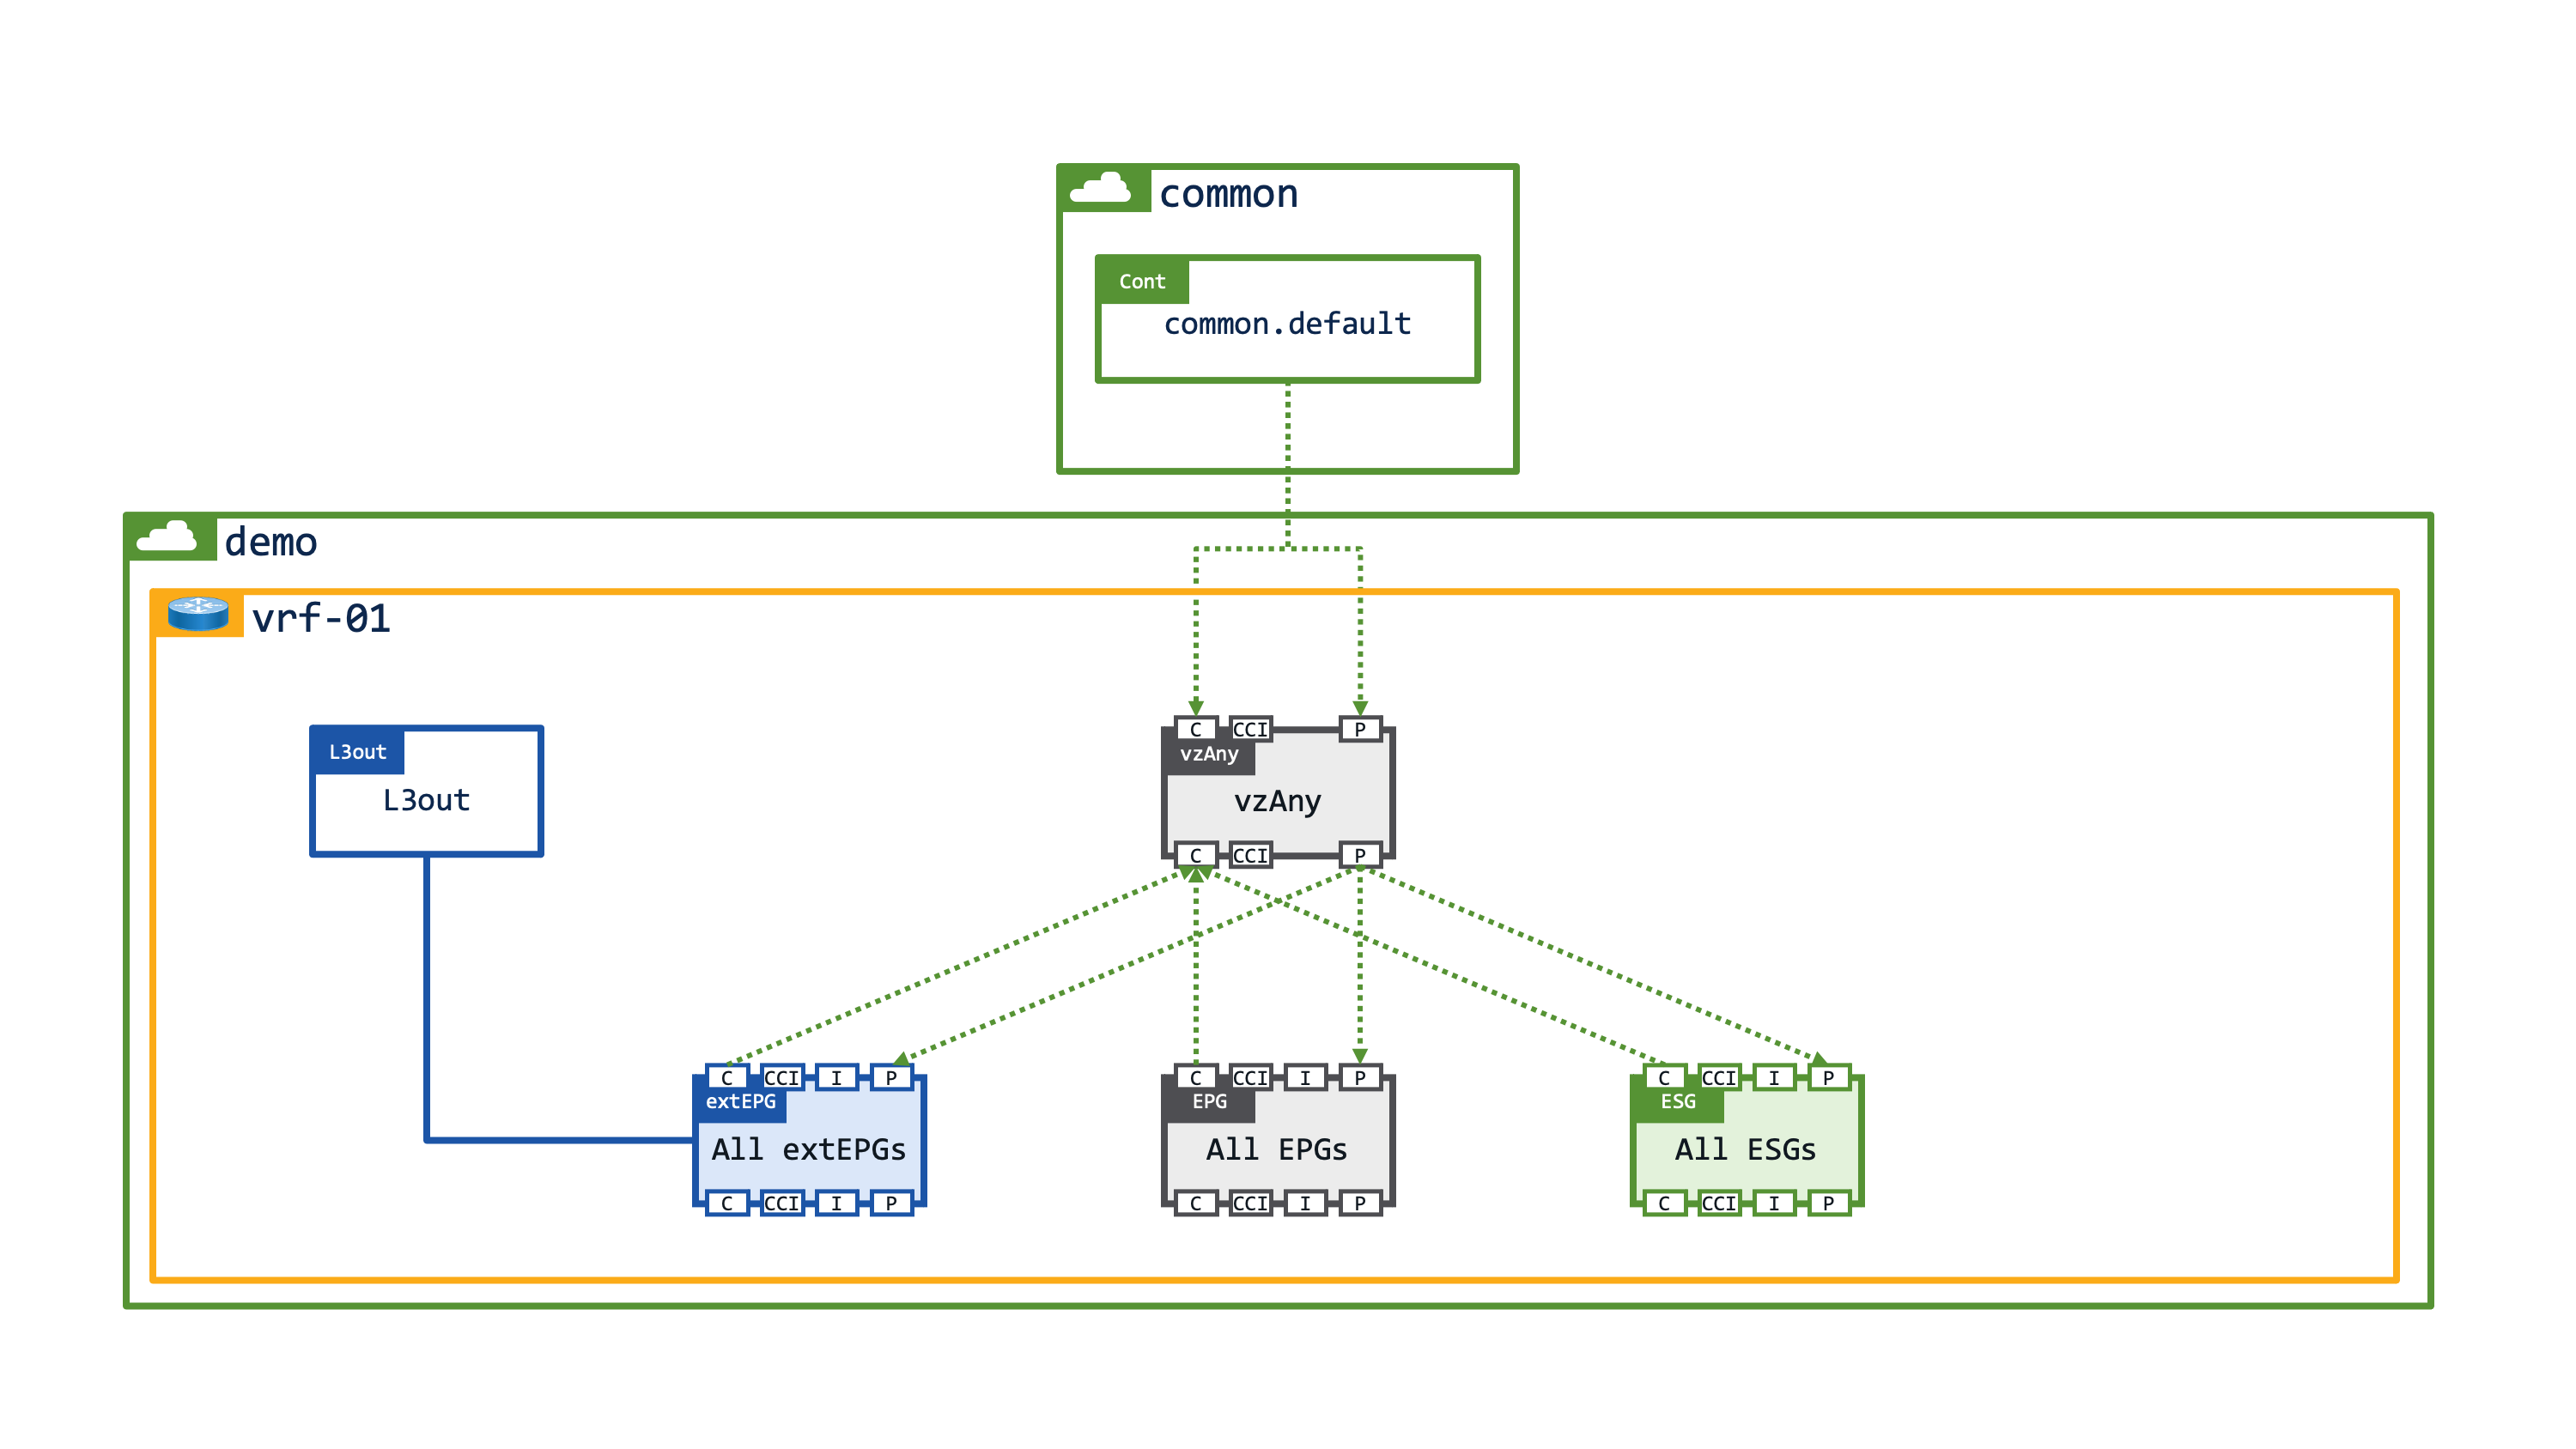 common
Cont
common.default
demo
vrf-01
L3out
L3out
C CCI P
vzAny
vzAny
C CCI P
C CCI I P
extEPG
All extEPGs
C CCI I P
C CCI I P
EPG
All EPGs
C CCI I P
C CCI I P
ESG
All ESGs
C CCI I P